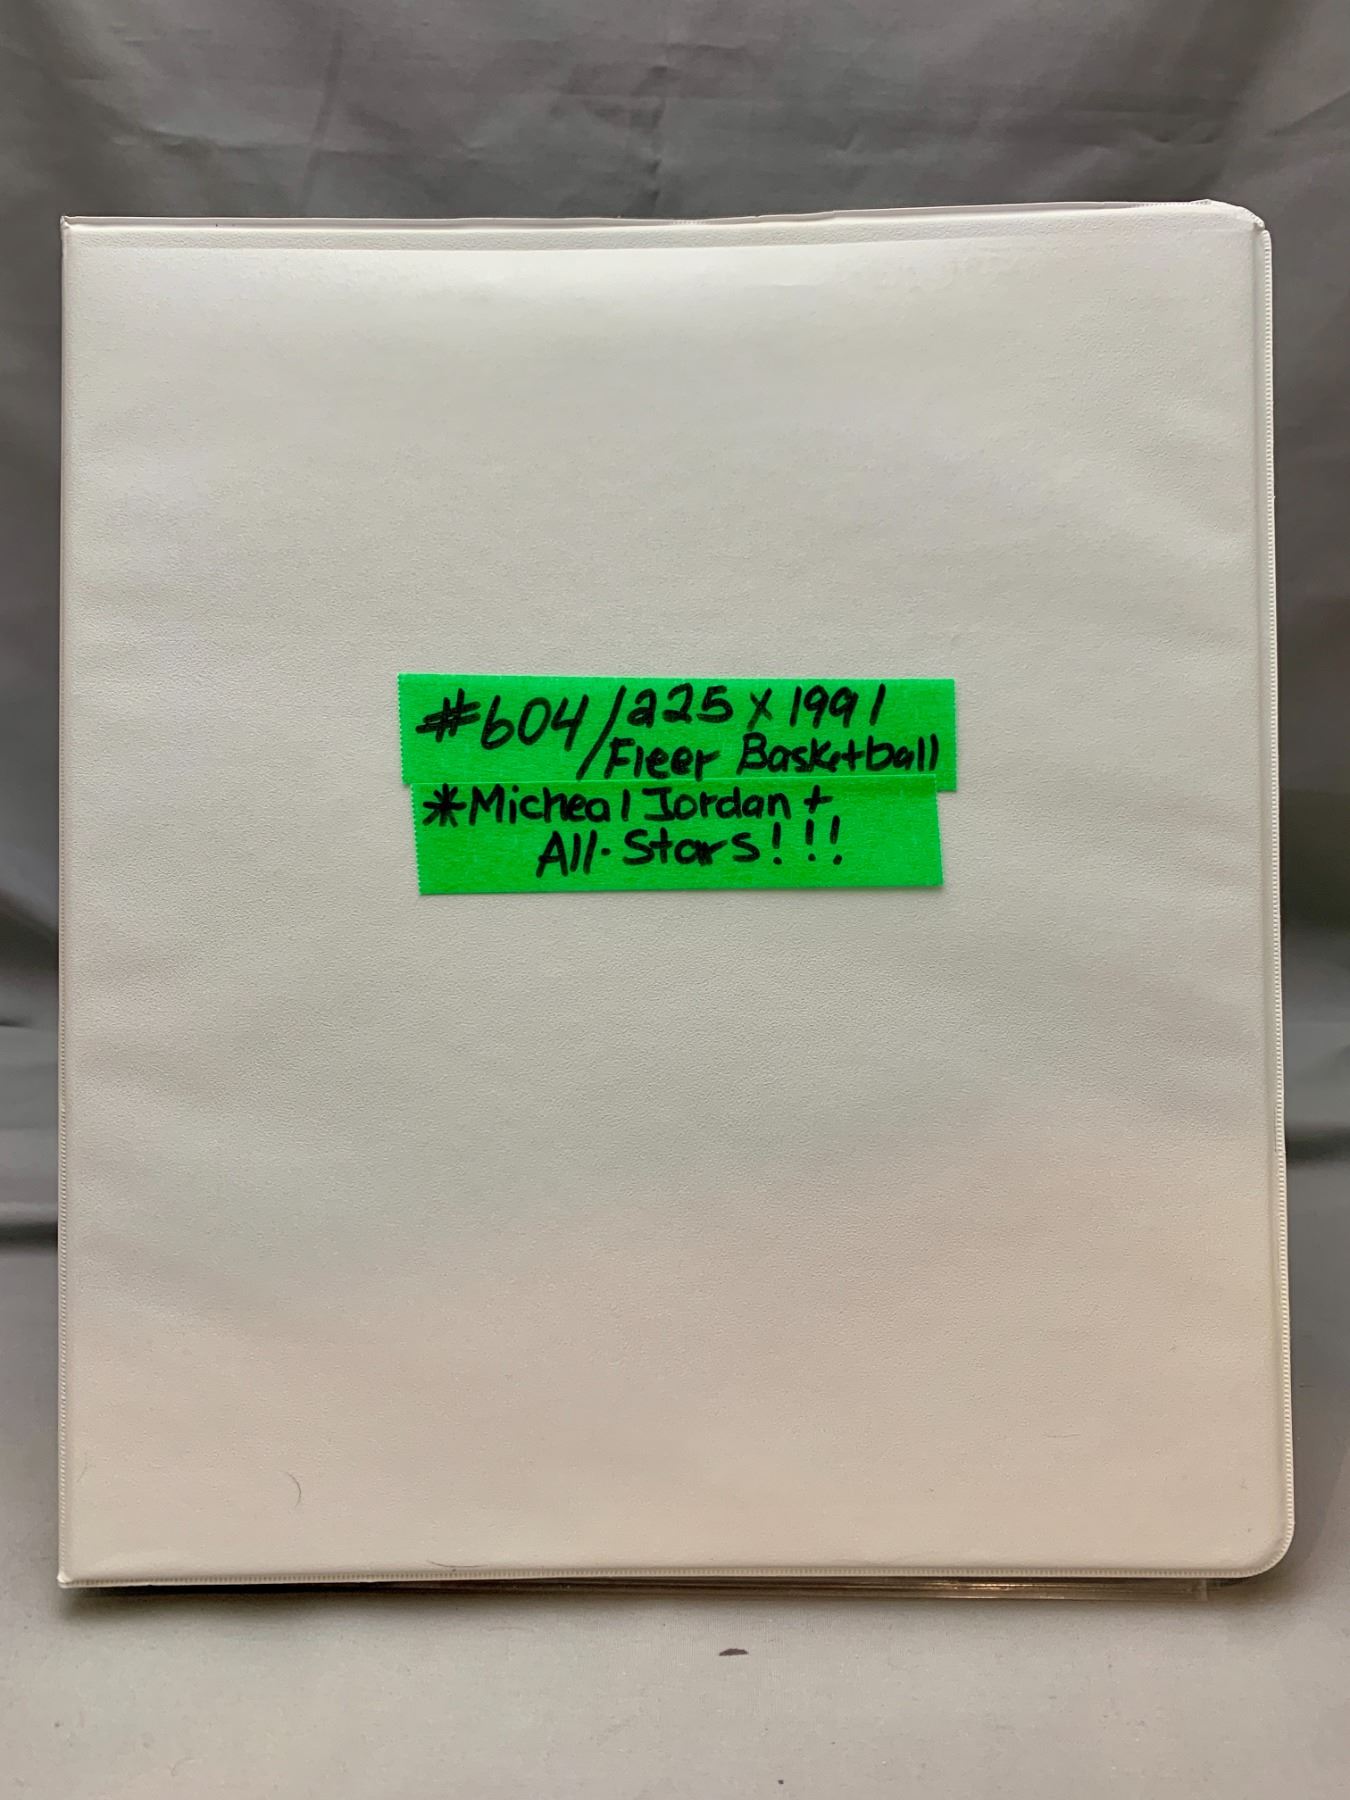 #604/225 x 1991
Fleer Basketball
*Micheal Jordan +
All-Stars!!!